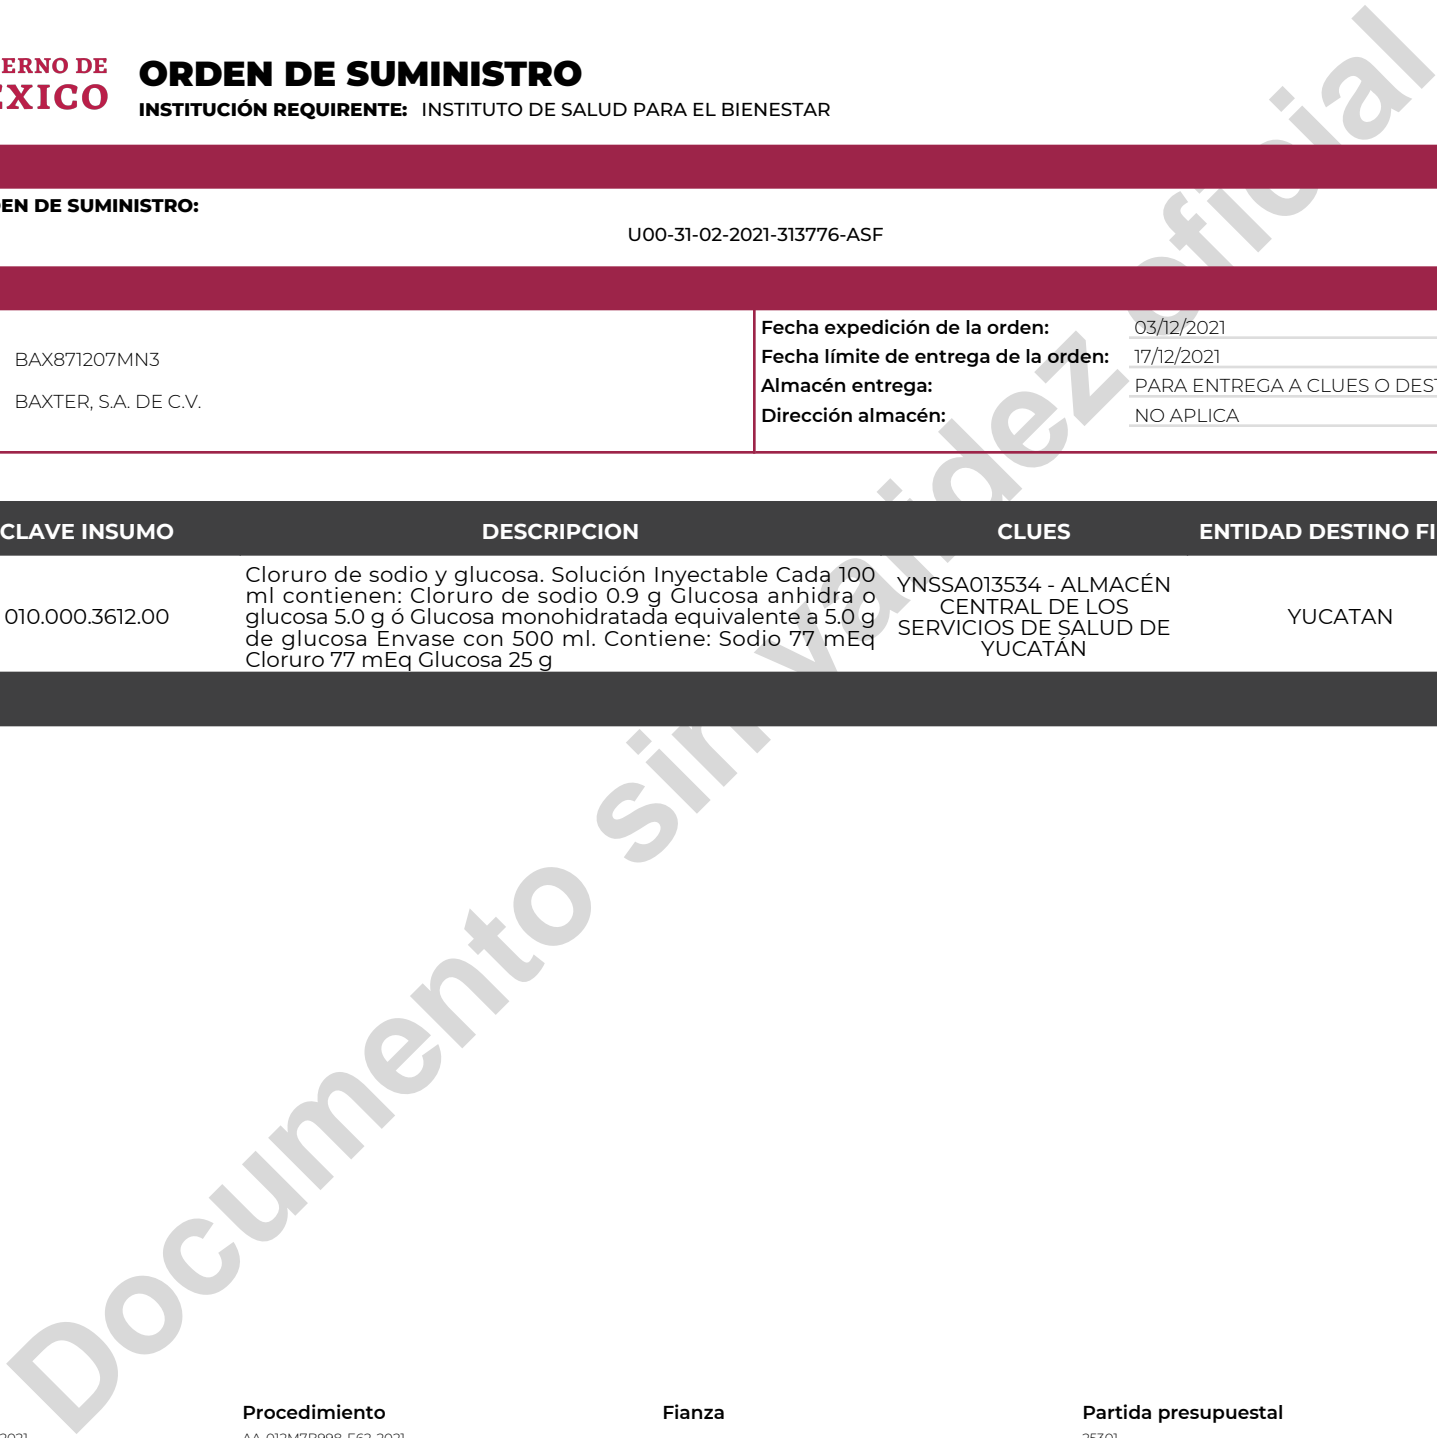 ERNO DE
ÉXICO
ORDEN DE SUMINISTRO
INSTITUCIÓN REQUIRENTE: INSTITUTO DE SALUD PARA EL BIENESTAR
EN DE SUMINISTRO:
U00-31-02-2021-313776-ASF
BAX871207MN3
BAXTER, S.A. DE C.V.
Fecha expedición de la orden: 03/12/2021
Fecha límite de entrega de la orden: 17/12/2021
Almacén entrega: PARA ENTREGA A CLUES O DEST
Dirección almacén: NO APLICA
CLAVE INSUMO DESCRIPCION CLUES ENTIDAD DESTINO FI
010.000.3612.00
Cloruro de sodio y glucosa. Solución Inyectable Cada 100
ml contienen: Cloruro de sodio 0.9 g Glucosa anhidra o
glucosa 5.0 g ó Glucosa monohidratada equivalente a 5.0 g
de glucosa Envase con 500 ml. Contiene: Sodio 77 mEq
Cloruro 77 mEq Glucosa 25 g
YNSSA013534 - ALMACÉN
CENTRAL DE LOS
SERVICIOS DE SALUD DE
YUCATÁN
YUCATAN
Documento sin validez oficial
Procedimiento Fianza Partida presupuestal